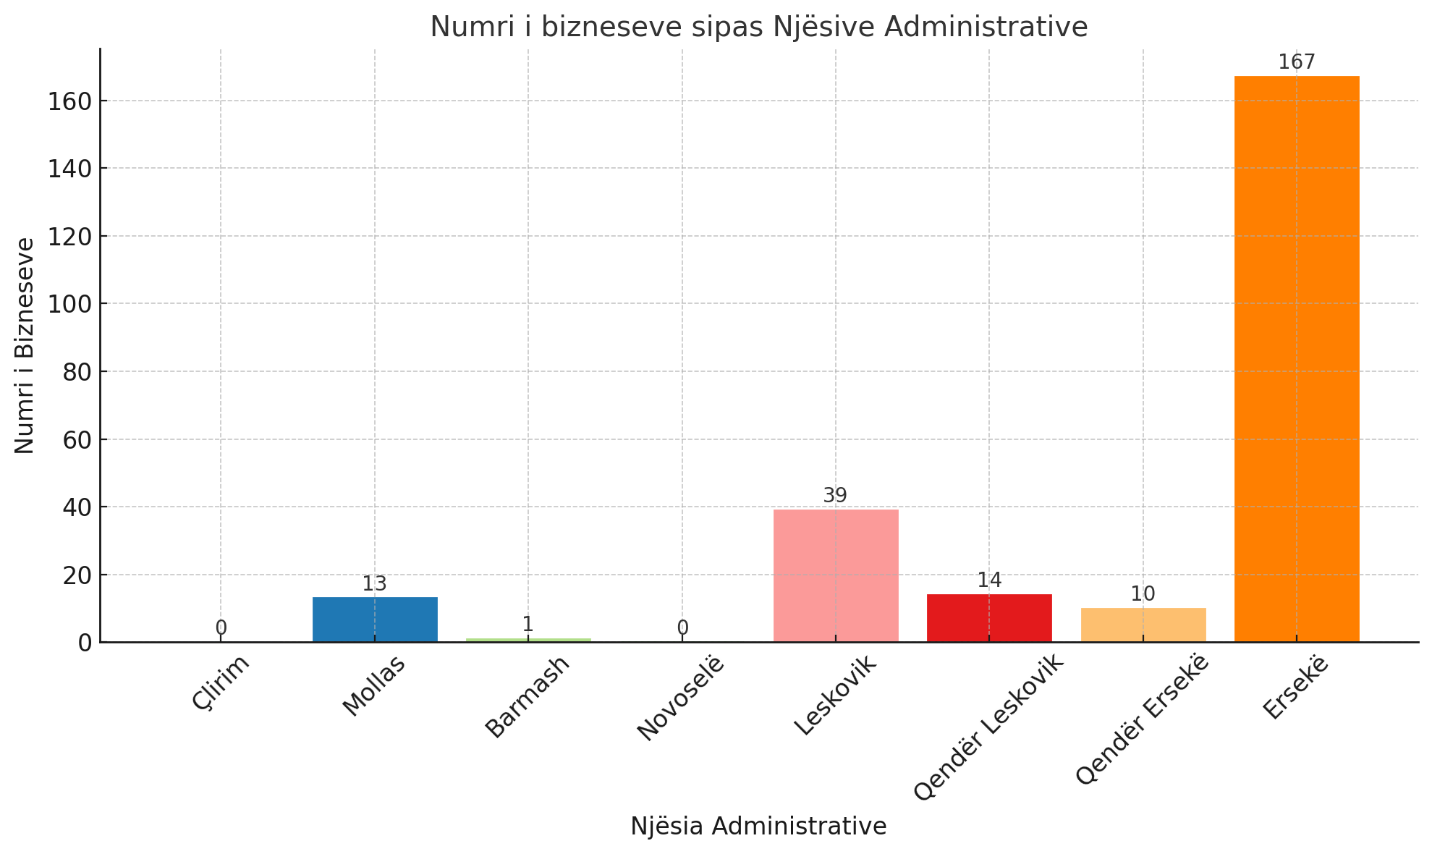 Numri i bizneseve sipas Njësive Administrative
Numri i Bizneseve
160
140
120
100
80
60
40
20
0
0
13
1
0
39
14
10
167
Çlirim
Mollas
Barmash
Novoselë
Leskovik
Qendër Leskovik
Qendër Ersekë
Ersekë
Njësia Administrative